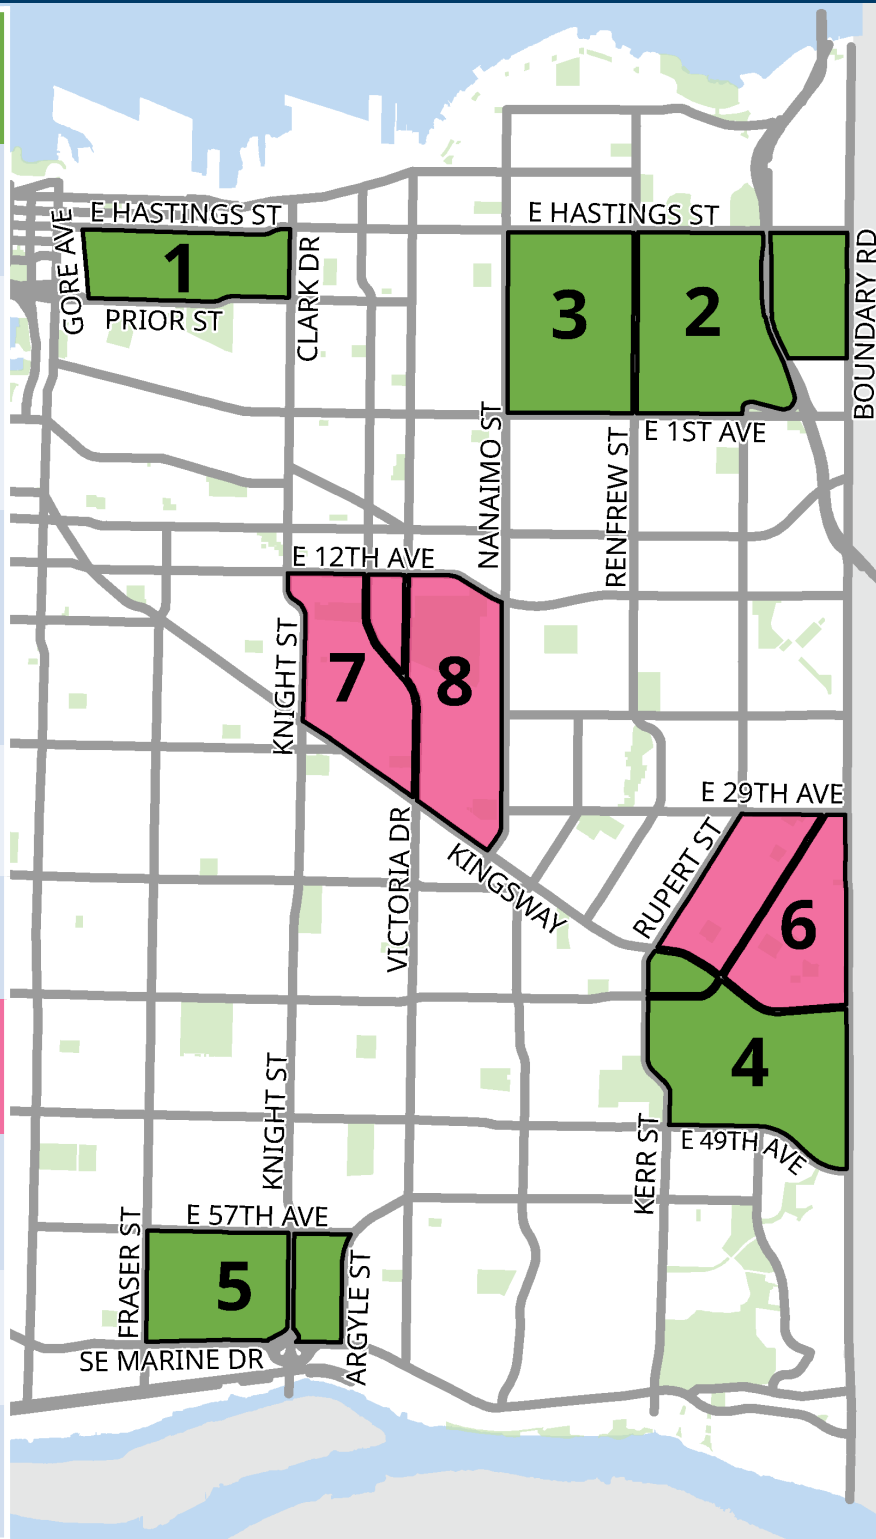 E HASTINGS ST
E HASTINGS ST
GORE AVE
1
CLARK DR
PRIOR ST
3
2
BOUNDARY RD
NANAIMO ST
RENFREW ST
E 1ST AVE
E 12TH AVE
KNIGHT ST
7
8
E 29TH AVE
VICTORIA DR
KINGSWAY
RUPERT ST
6
4
KNIGHT ST
KERR ST
E 49TH AVE
E 57TH AVE
FRASER ST
5
ARGYLE ST
SE MARINE DR